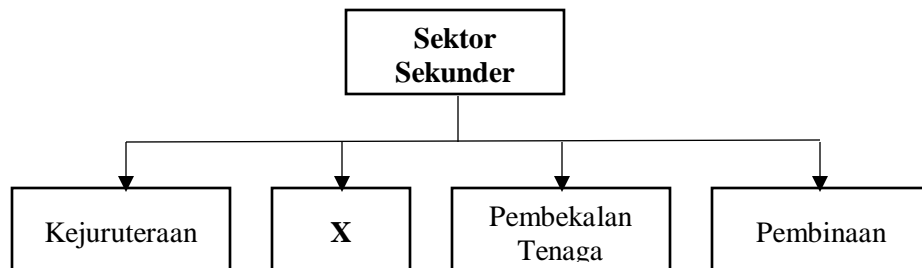 Sektor
Sekunder
Kejuruteraan
X
Pembekalan
Tenaga
Pembinaan